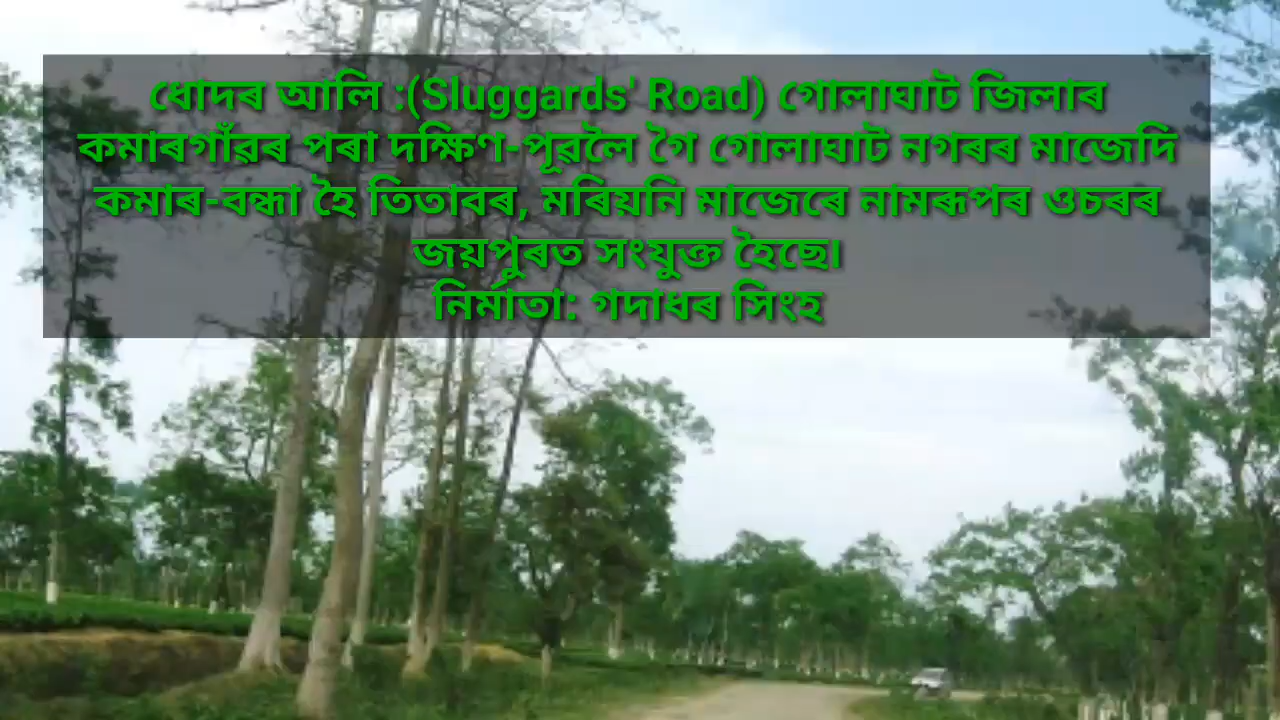 ধোদৰ আলি :(Sluggards' Road) গোলাঘাট জিলাৰ
কমাৰগাঁৱৰ পৰা দক্ষিণ-পূৱলৈ গৈ গোলাঘাট নগৰৰ মাজেদি
কমাৰ-বন্ধা হৈ তিতাবৰ, মৰিয়নি মাজেৰে নামৰূপৰ ওচৰৰ
জয়পুৰত সংযুক্ত হৈছে।
নিৰ্মাতা: গদাধৰ সিংহ